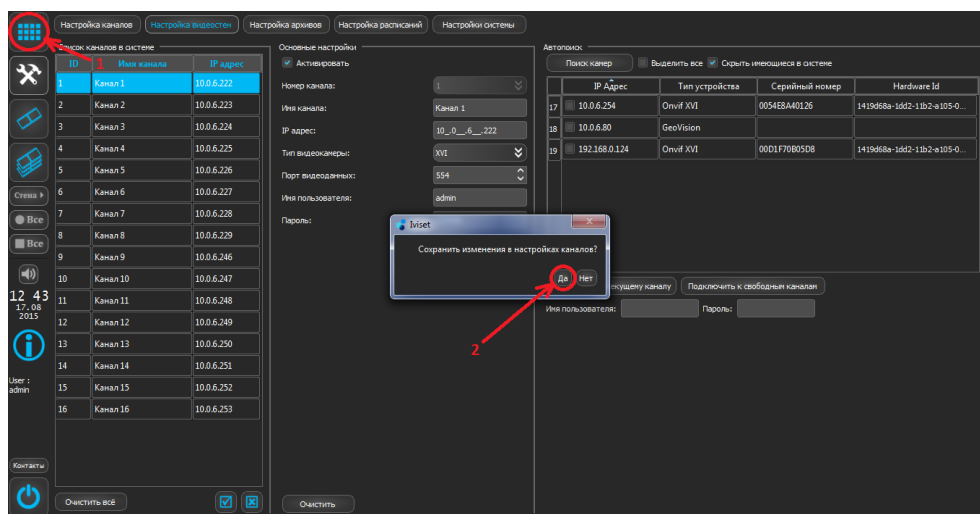 Настройка каналов Настройка видеостен Настройка архивов Настройка расписаний Настройки системы
Список каналов в системе
ID Имя канала IP адрес
1 Канал 1 10.0.6.222
2 Канал 2 10.0.6.223
3 Канал 3 10.0.6.224
4 Канал 4 10.0.6.225
5 Канал 5 10.0.6.226
6 Канал 6 10.0.6.227
7 Канал 7 10.0.6.228
8 Канал 8 10.0.6.229
9 Канал 9 10.0.6.246
10 Канал 10 10.0.6.247
11 Канал 11 10.0.6.248
12 Канал 12 10.0.6.249
13 Канал 13 10.0.6.250
14 Канал 14 10.0.6.251
15 Канал 15 10.0.6.252
16 Канал 16 10.0.6.253
Очистить всё
Основные настройки
Активировать
Номер канала: 1
Имя канала: Канал 1
IP адрес: 10_.0__.6__.222
Тип видеокамеры: XVI
Порт видеоданных: 554
Имя пользователя: admin
Пароль:
Очистить
Автопоиск
Поиск камер Выделить все Скрыть имеющиеся в системе
IP Адрес Тип устройства Серийный номер Hardware Id
17 10.0.6.254 Onvif XVI 0054E8A40126 1419d68a-1dd2-11b2-a105-0...
18 10.0.6.80 GeoVision
19 192.168.0.124 Onvif XVI 00D1F70B05D8 1419d68a-1dd2-11b2-a105-0...
екущему каналу Подключить к свободным каналам
Имя пользователя: Пароль:
Iviset
Сохранить изменения в настройках каналов?
Да Нет
1
2
Стена
Все
Все
12 43
17.08
2015
User :
admin
Контакты